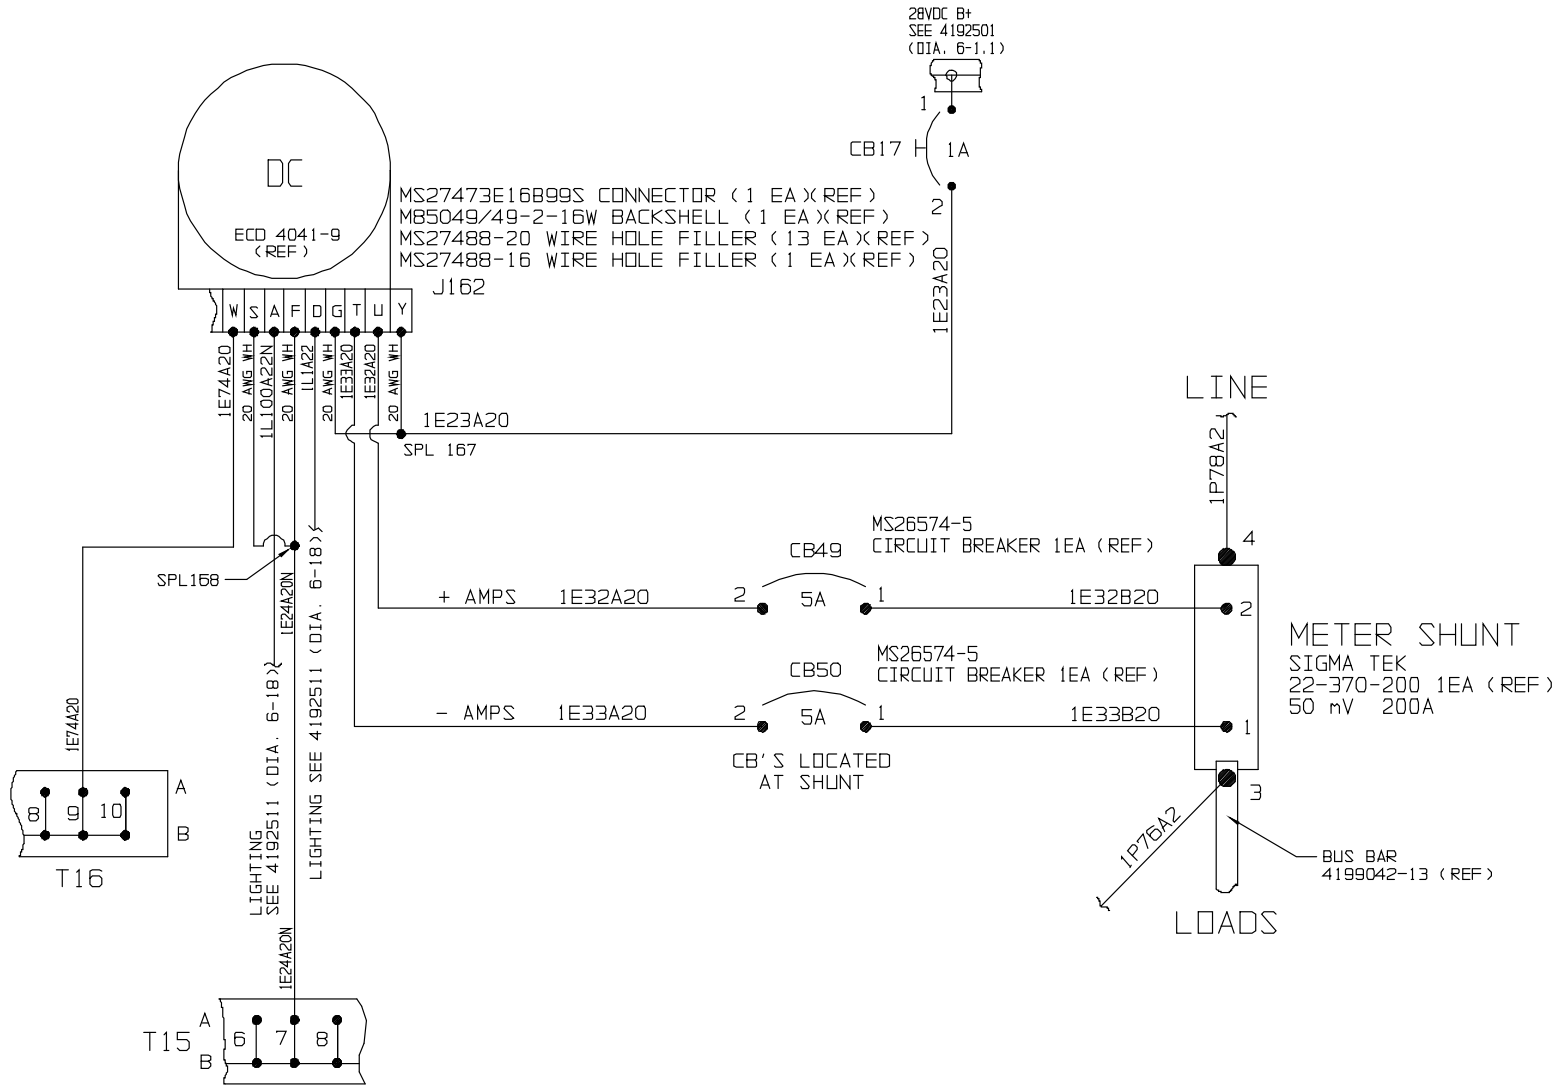 28VDC B+
SEE 4192501
(DIA. 6-1.1)
1
CB17
1A
2
1E23A20
DC
ECD 4041-9
(REF)
MS27473E16B99S CONNECTOR (1 EA)(REF)
M85049/49-2-16W BACKSHELL (1 EA)(REF)
MS27488-20 WIRE HOLE FILLER (13 EA)(REF)
MS27488-16 WIRE HOLE FILLER (1 EA)(REF)
J162
W S A F D G T U Y
1E74A20
20 AWG WH
1L100A22N
20 AWG WH
1L1A22
20 AWG WH
1E33A20
1E32A20
20 AWG WH
1E23A20
SPL 167
LINE
1P78A2
4
MS26574-5
CIRCUIT BREAKER 1EA (REF)
CB49
SPL168
1E24A20N
+ AMPS 1E32A20
2
5A
1
1E32B20
2
METER SHUNT
SIGMA TEK
22-370-200 1EA (REF)
50 mV 200A
MS26574-5
CIRCUIT BREAKER 1EA (REF)
CB50
- AMPS 1E33A20
2
5A
1
1E33B20
1
CB'S LOCATED
AT SHUNT
3
1P76A2
BUS BAR
4199042-13 (REF)
LOADS
1E74A20
8 9 10
A
B
T16
LIGHTING
SEE 4192511 (DIA. 6-18)
LIGHTING SEE 4192511 (DIA. 6-18)
1E24A20N
T15
A
B
6 7 8